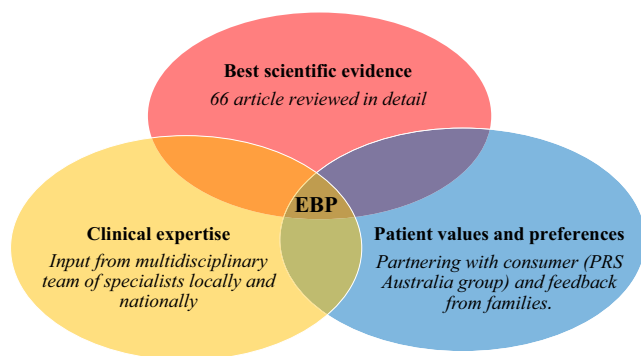 Best scientific evidence
66 article reviewed in detail
EBP
Clinical expertise
Input from multidisciplinary
team of specialists locally and
nationally
Patient values and preferences
Partnering with consumer (PRS
Australia group) and feedback
from families.